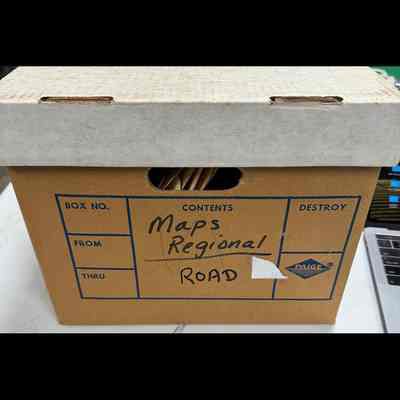 BOX NO.
CONTENTS
DESTROY
Maps
Regional
FROM
THRU
ROAD